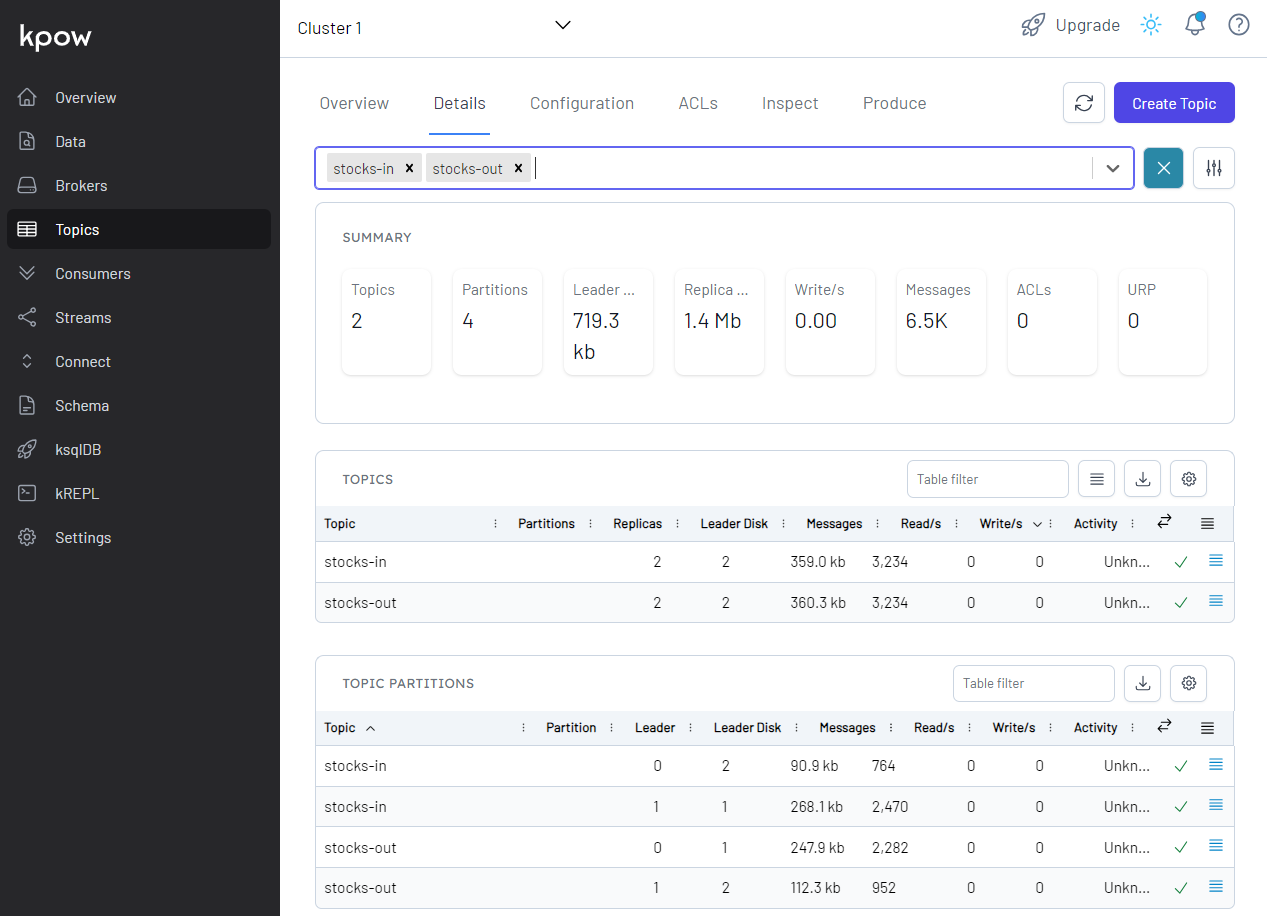 kpow
Cluster 1
Upgrade
Overview
Data
Brokers
Topics
Consumers
Streams
Connect
Schema
ksqlDB
kREPL
Settings
Overview Details Configuration ACLs Inspect Produce Create Topic
stocks-in stocks-out
SUMMARY
Topics Partitions Leader ... Replica ... Write/s Messages ACLs URP
2 4 719.3 kb 1.4 Mb 0.00 6.5K 0 0
TOPICS Table filter
Topic Partitions Replicas Leader Disk Messages Read/s Write/s Activity
stocks-in 2 2 359.0 kb 3,234 0 0 Unkn...
stocks-out 2 2 360.3 kb 3,234 0 0 Unkn...
TOPIC PARTITIONS Table filter
Topic Partition Leader Leader Disk Messages Read/s Write/s Activity
stocks-in 0 2 90.9 kb 764 0 0 Unkn...
stocks-in 1 1 268.1 kb 2,470 0 0 Unkn...
stocks-out 0 1 247.9 kb 2,282 0 0 Unkn...
stocks-out 1 2 112.3 kb 952 0 0 Unkn...